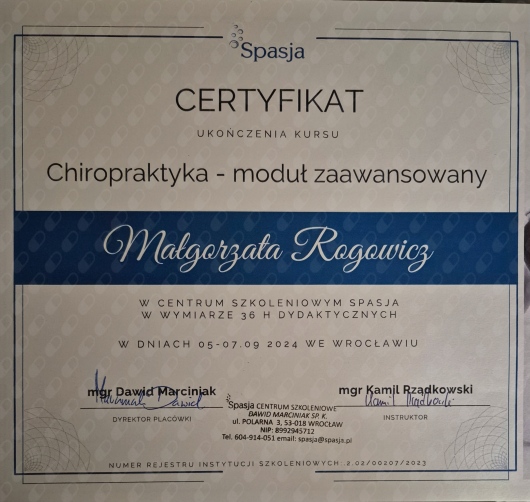 Spasja
CERTYFIKAT
UKOŃCZENIA KURSU
Chiropraktyka - moduł zaawansowany
Małgorzata Rogowicz
W CENTRUM SZKOLENIOWYM SPASJA
W WYMIARZE 36 H DYDAKTYCZNYCH
W DNIACH 05-07.09 2024 WE WROCŁAWIU
mgr Dawid Marciniak
DYREKTOR PLACÓWKI
Spasja CENTRUM SZKOLENIOWE
DAWID MARCINIAK SP. K.
ul. POLARNA 3, 53-018 WROCŁAW
NIP: 8992945712
Tel. 604-914-051 email: spasja@spasja.pl
mgr Kamil Rządkowski
INSTRUKTOR
NUMER REJESTRU INSTYTUCJI SZKOLENIOWYCH: 2.02/00207/2023